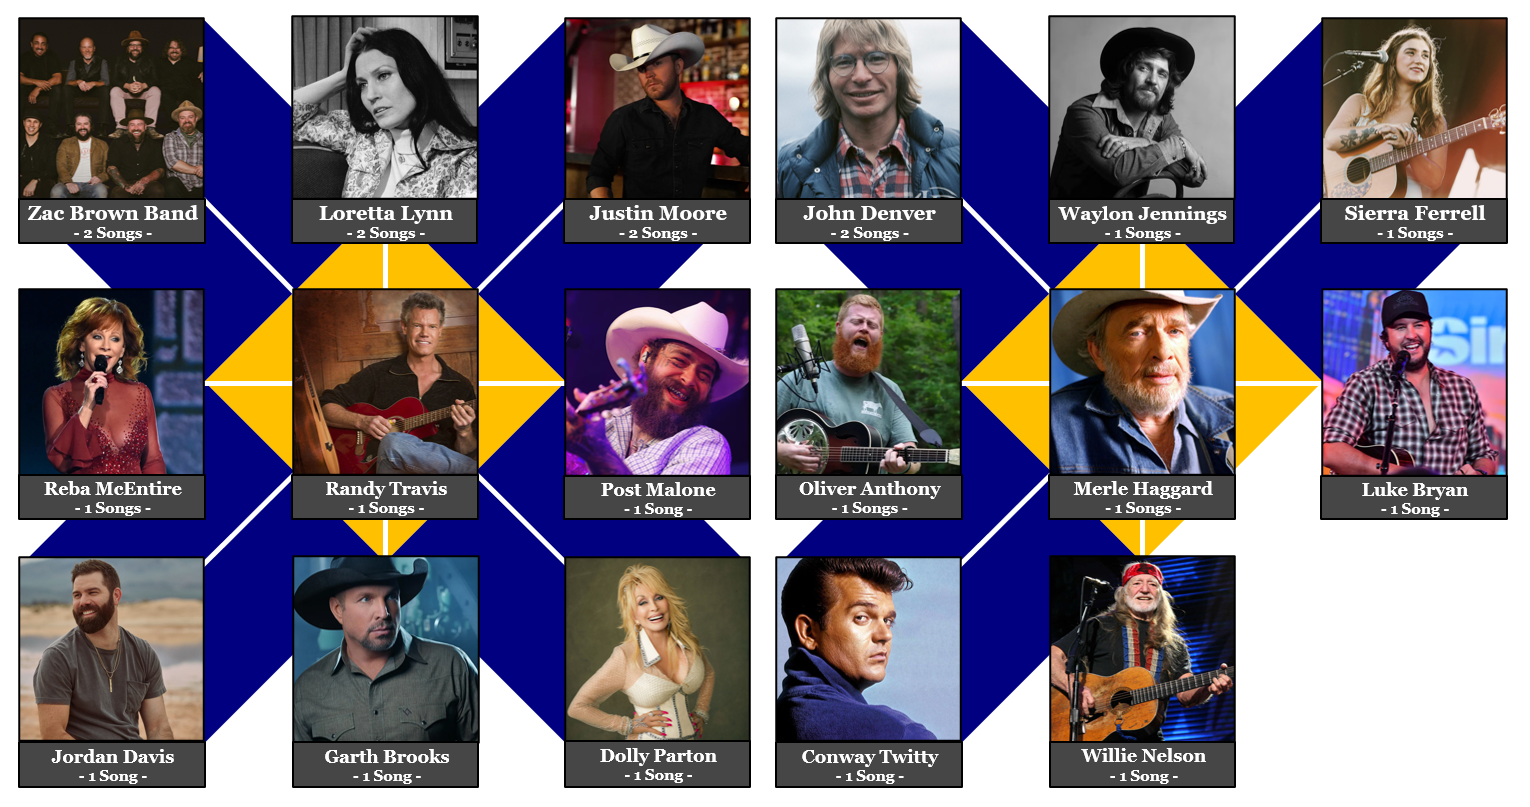 Zac Brown Band
- 2 Songs -
Loretta Lynn
- 2 Songs -
Justin Moore
- 2 Songs -
John Denver
- 2 Songs -
Waylon Jennings
- 1 Songs -
Sierra Ferrell
- 1 Songs -
Reba McEntire
- 1 Songs -
Randy Travis
- 1 Songs -
Post Malone
- 1 Song -
Oliver Anthony
- 1 Songs -
Merle Haggard
- 1 Songs -
Sir
Luke Bryan
- 1 Song -
Jordan Davis
- 1 Song -
Garth Brooks
- 1 Song -
Dolly Parton
- 1 Song -
Conway Twitty
- 1 Song -
Willie Nelson
- 1 Song -